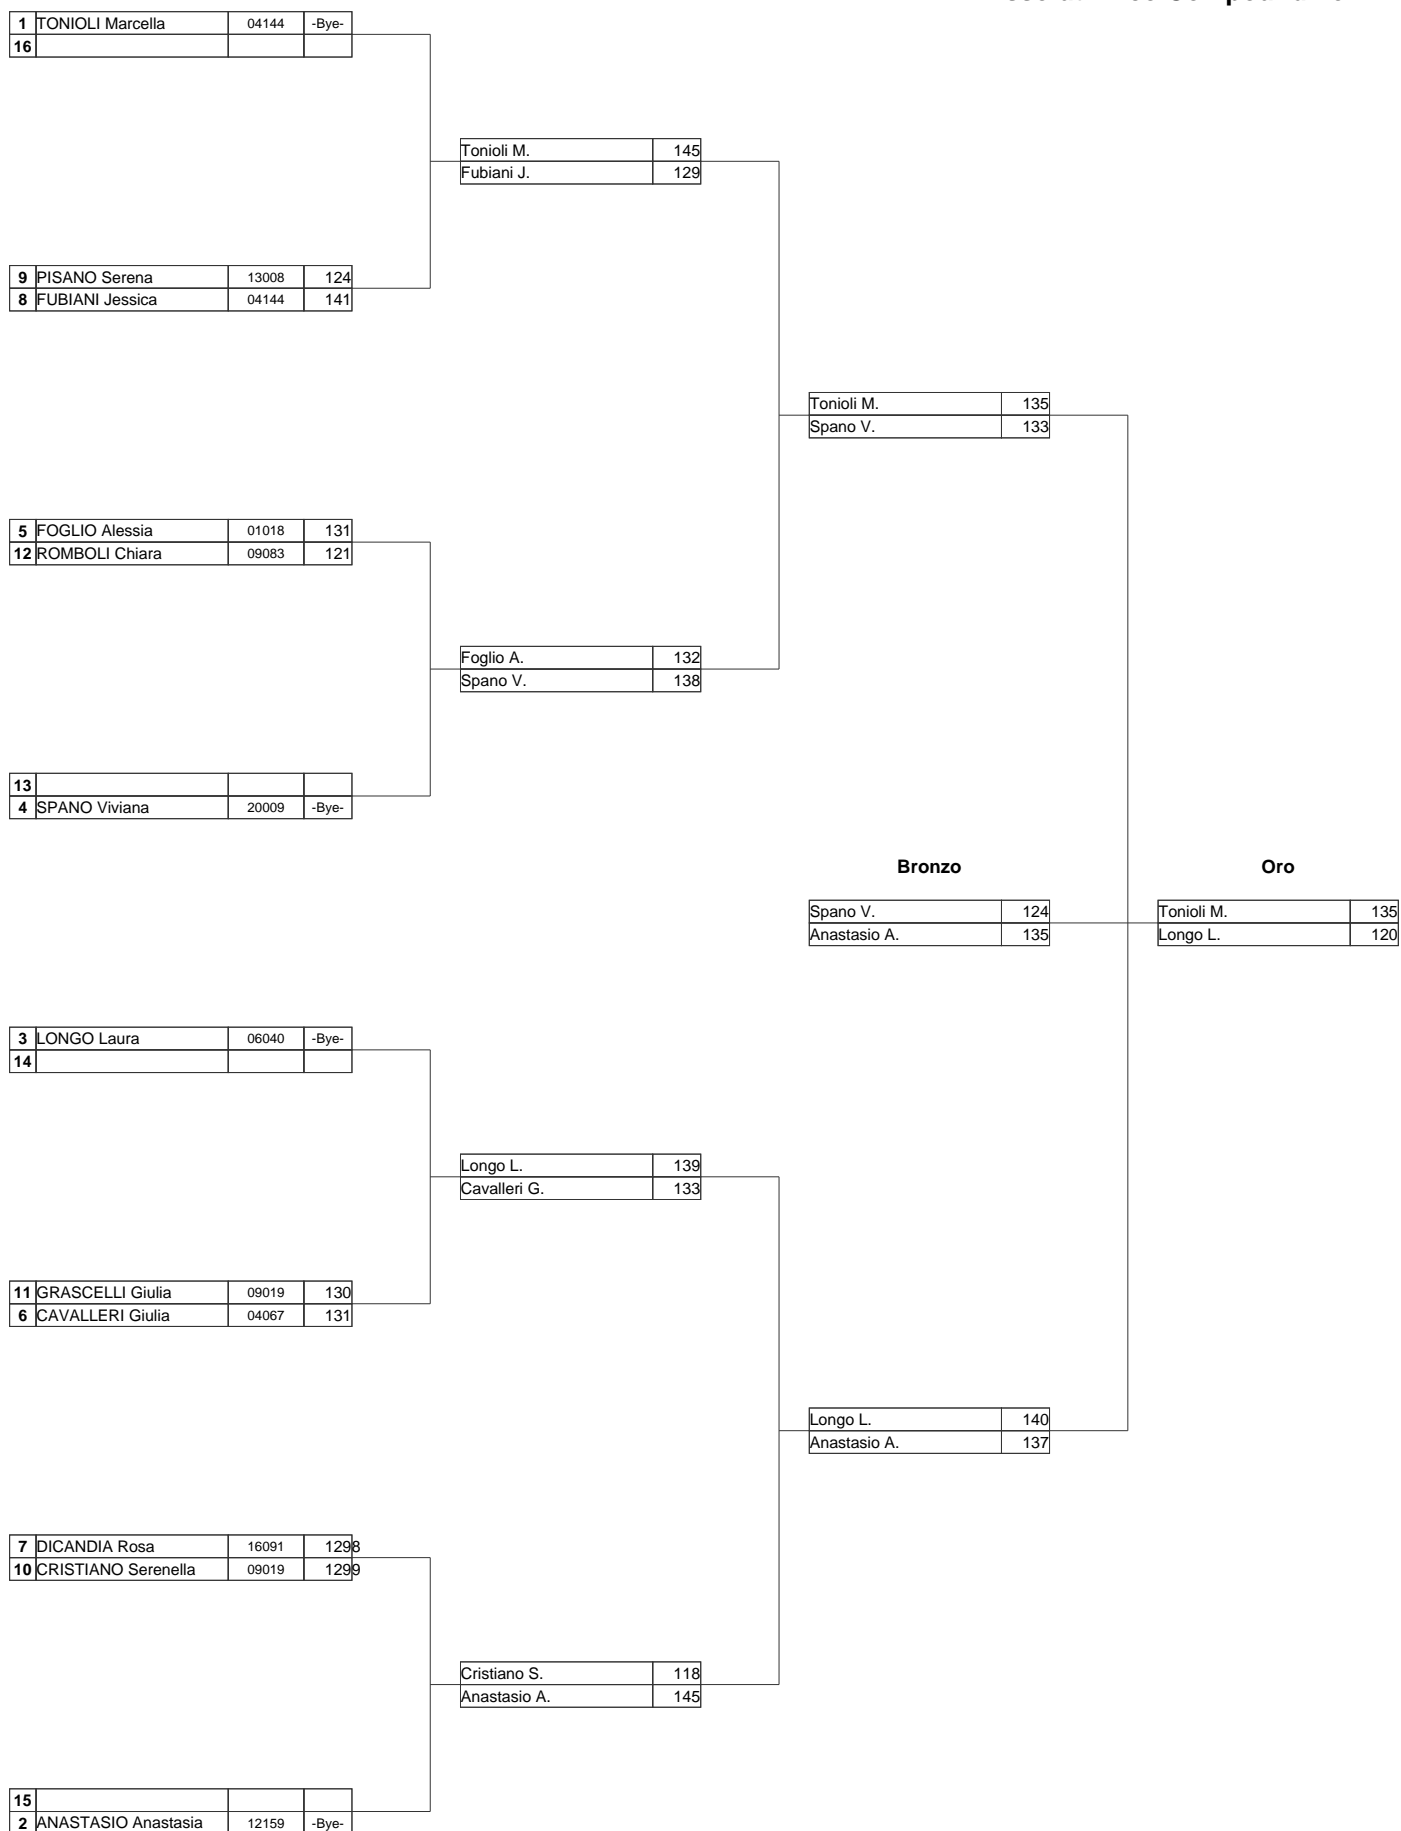 1 TONIOLI Marcella 04144 -Bye-
16
Tonioli M. 145
Fubiani J. 129
9 PISANO Serena 13008 124
8 FUBIANI Jessica 04144 141
Tonioli M. 135
Spano V. 133
5 FOGLIO Alessia 01018 131
12 ROMBOLI Chiara 09083 121
Foglio A. 132
Spano V. 138
13
4 SPANO Viviana 20009 -Bye-
Bronzo Oro
Spano V. 124 Tonioli M. 135
Anastasio A. 135 Longo L. 120
3 LONGO Laura 06040 -Bye-
14
Longo L. 139
Cavalleri G. 133
11 GRASCELLI Giulia 09019 130
6 CAVALLERI Giulia 04067 131
Longo L. 140
Anastasio A. 137
7 DICANDIA Rosa 16091 1298
10 CRISTIANO Serenella 09019 1299
Cristiano S. 118
Anastasio A. 145
15
2 ANASTASIO Anastasia 12159 -Bye-